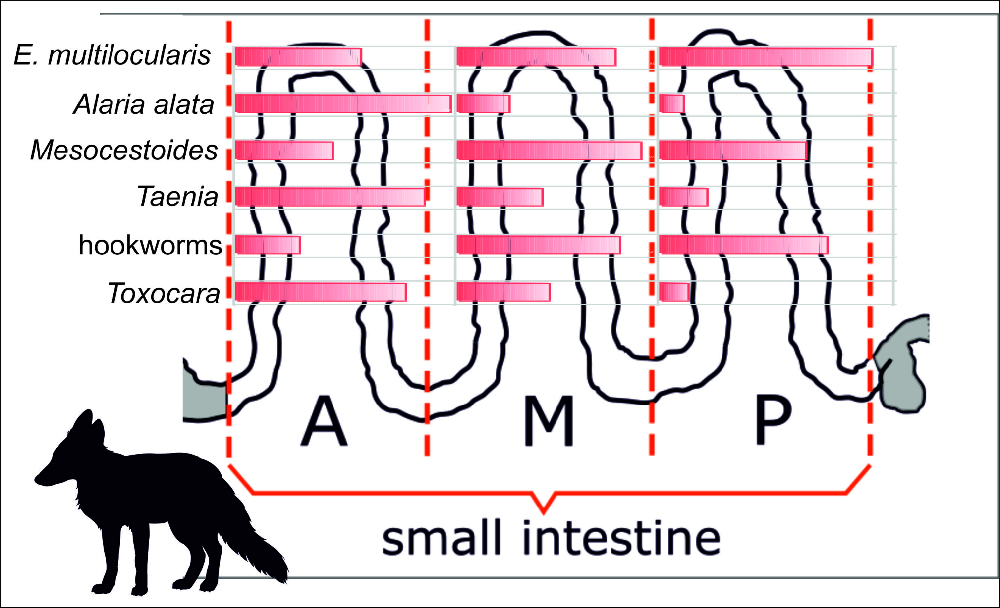 E. multilocularis
Alaria alata
Mesocestoides
Taenia
hookworms
Toxocara
A M P
small intestine